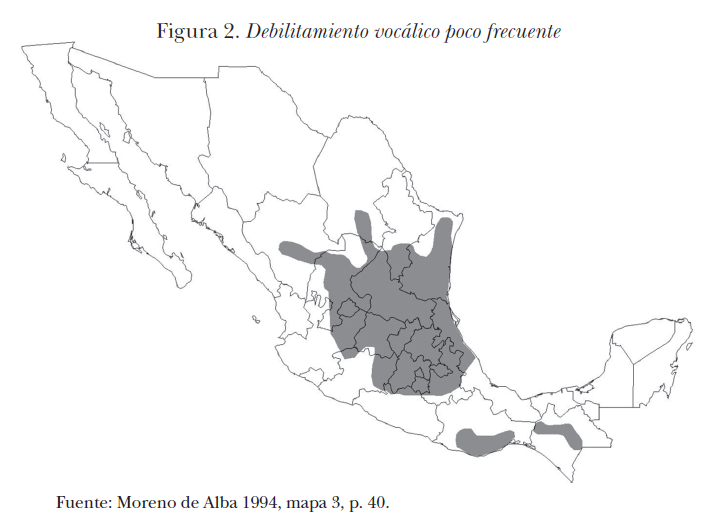 Figura 2. Debilitamiento vocálico poco frecuente
Fuente: Moreno de Alba 1994, mapa 3, p. 40.